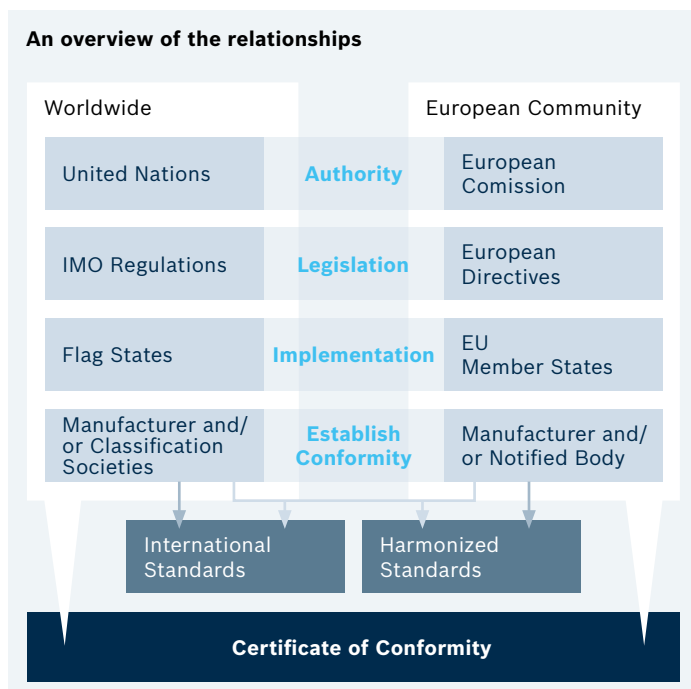 An overview of the relationships
Worldwide
European Community
United Nations
Authority
European
Comission
IMO Regulations
Legislation
European
Directives
Flag States
Implementation
EU
Member States
Manufacturer and/
or Classification
Societies
Establish
Conformity
Manufacturer and/
or Notified Body
International
Standards
Harmonized
Standards
Certificate of Conformity